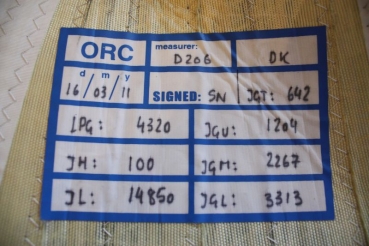 ORC measurer: D206 DK
d m y
16/03/11 SIGNED: SN JGT: 642
LPG: 4320 JGU: 1204
JH: 100 JGM: 2267
JL: 14850 JGL: 3313